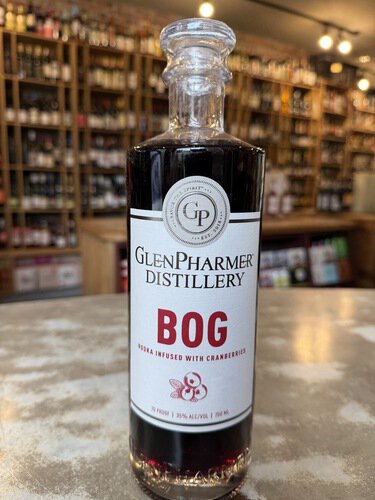 GP
GLENPHARMER
DISTILLERY
BOG
VODKA INFUSED WITH CRANBERRIES
70 PROOF | 35% ALC/VOL | 750 ML